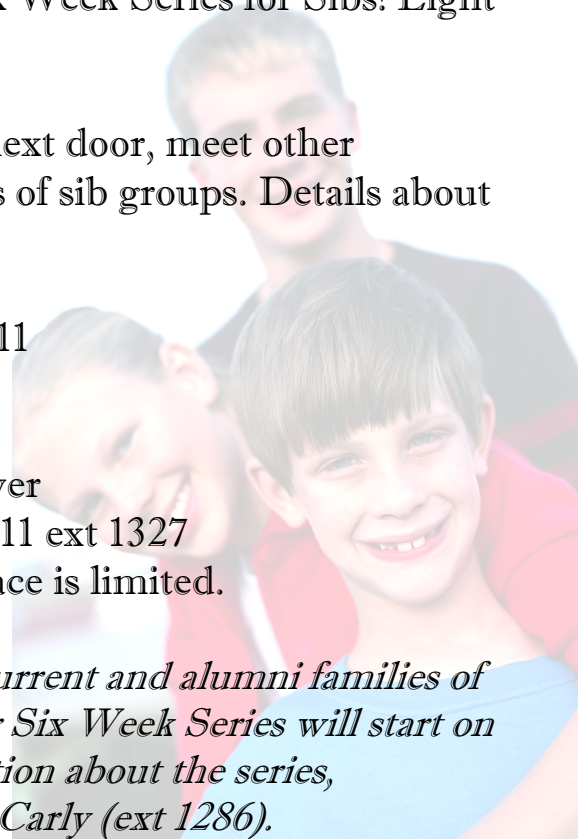 Week Series for Sibs! Eight
next door, meet other
s of sib groups. Details about
11
ver
11 ext 1327
ace is limited.
urrent and alumni families of
r Six Week Series will start on
tion about the series,
Carly (ext 1286).